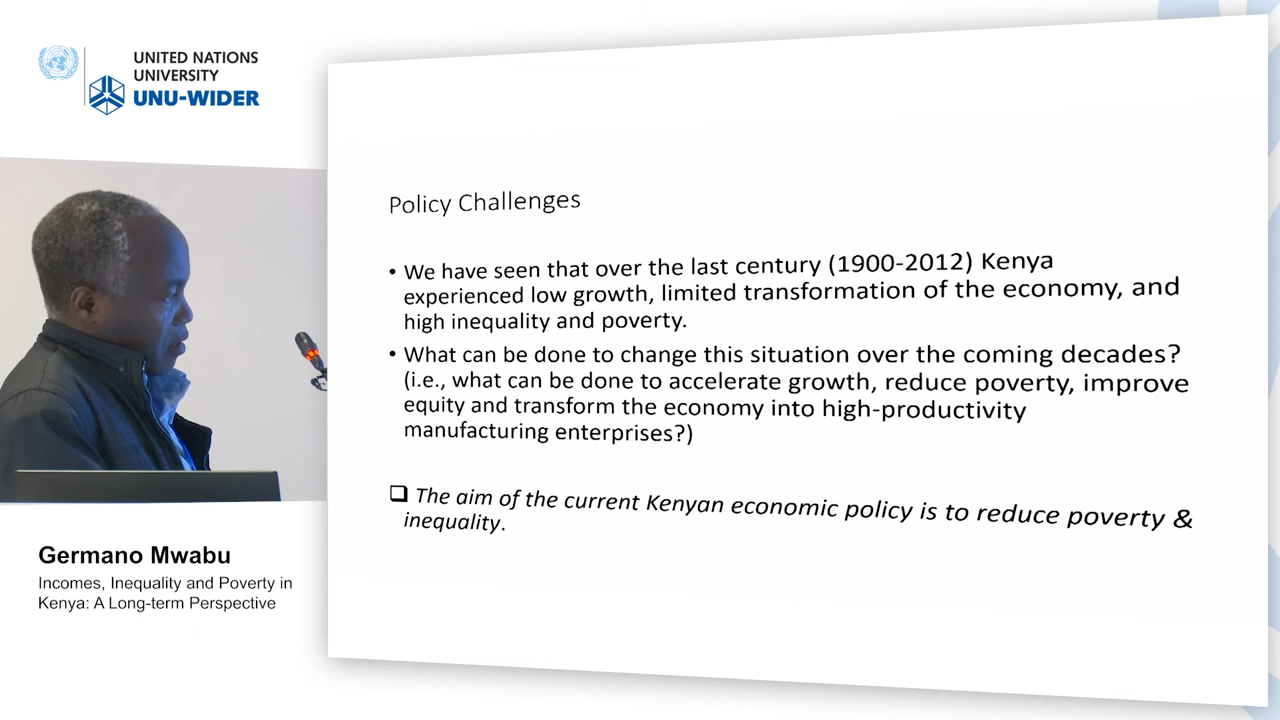 UNITED NATIONS
UNIVERSITY
UNU-WIDER
Policy Challenges
• We have seen that over the last century (1900-2012) Kenya
experienced low growth, limited transformation of the economy, and
high inequality and poverty.
• What can be done to change this situation over the coming decades?
(i.e., what can be done to accelerate growth, reduce poverty, improve
equity and transform the economy into high-productivity
manufacturing enterprises?)
❑ The aim of the current Kenyan economic policy is to reduce poverty &
inequality.
Germano Mwabu
Incomes, Inequality and Poverty in
Kenya: A Long-term Perspective